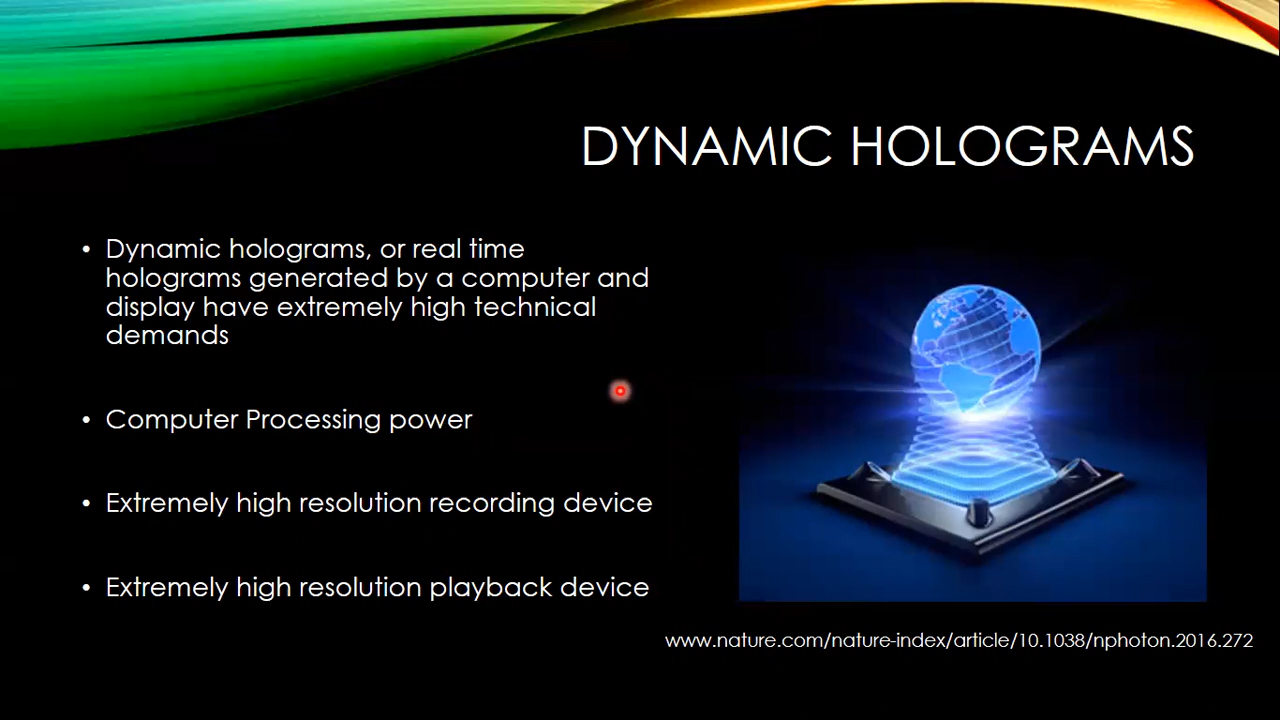 DYNAMIC HOLOGRAMS
• Dynamic holograms, or real time
holograms generated by a computer and
display have extremely high technical
demands
• Computer Processing power
• Extremely high resolution recording device
• Extremely high resolution playback device
www.nature.com/nature-index/article/10.1038/nphoton.2016.272